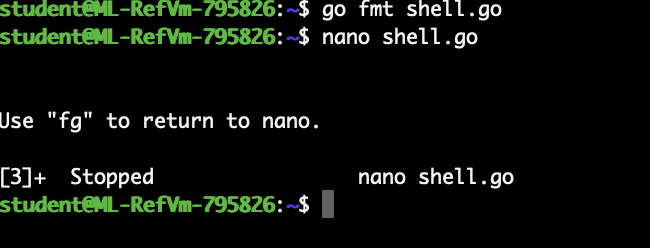 student@ML-RefVm-795826:~$ go fmt shell.go
student@ML-RefVm-795826:~$ nano shell.go
Use "fg" to return to nano.
[3]+  Stopped                 nano shell.go
student@ML-RefVm-795826:~$